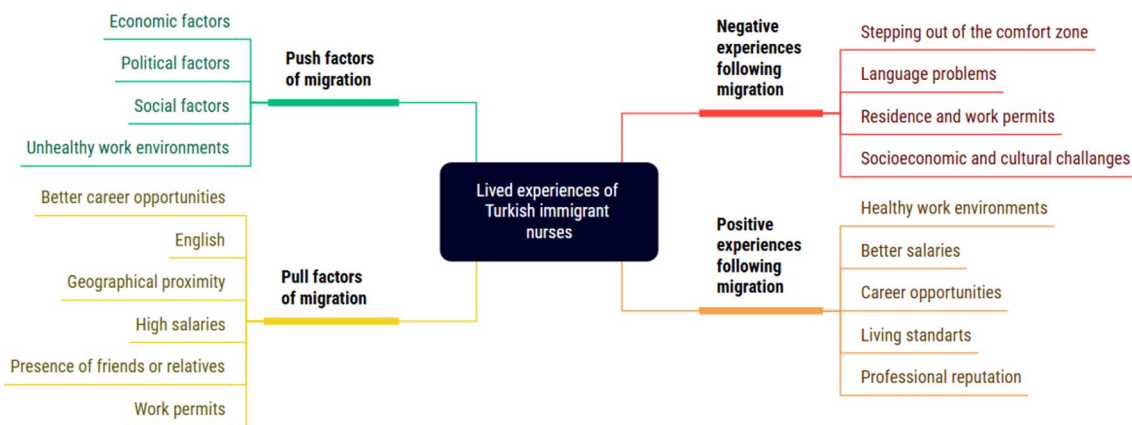 Economic factors
Political factors
Social factors
Unhealthy work environments
Push factors
of migration
Better career opportunities
English
Geographical proximity
High salaries
Presence of friends or relatives
Work permits
Pull factors
of migration
Lived experiences of
Turkish immigrant
nurses
Negative
experiences
following
migration
Stepping out of the comfort zone
Language problems
Residence and work permits
Socioeconomic and cultural challanges
Positive
experiences
following
migration
Healthy work environments
Better salaries
Career opportunities
Living standarts
Professional reputation